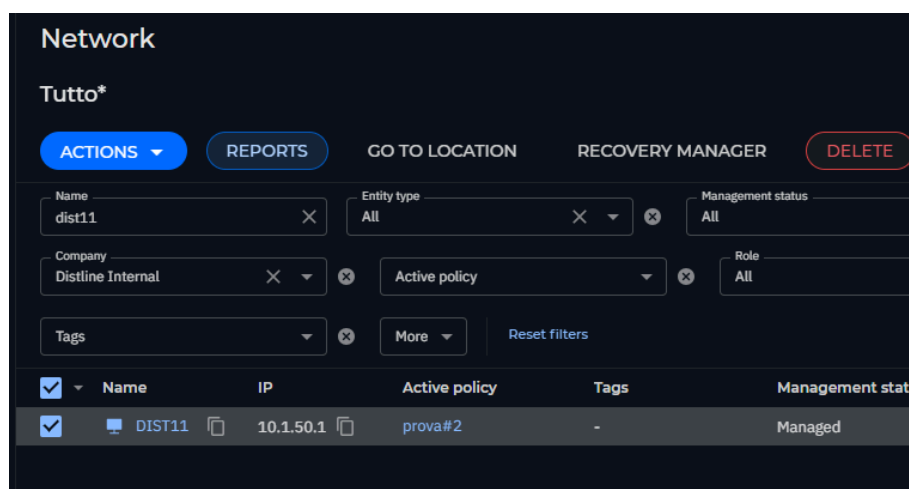 Network
Tutto*
ACTIONS REPORTS GO TO LOCATION RECOVERY MANAGER DELETE
Name Entity type Management status
dist11 All All
Company Role
Distline Internal Active policy All
Tags More Reset filters
Name IP Active policy Tags Management stat
DIST11 10.1.50.1 prova#2 - Managed